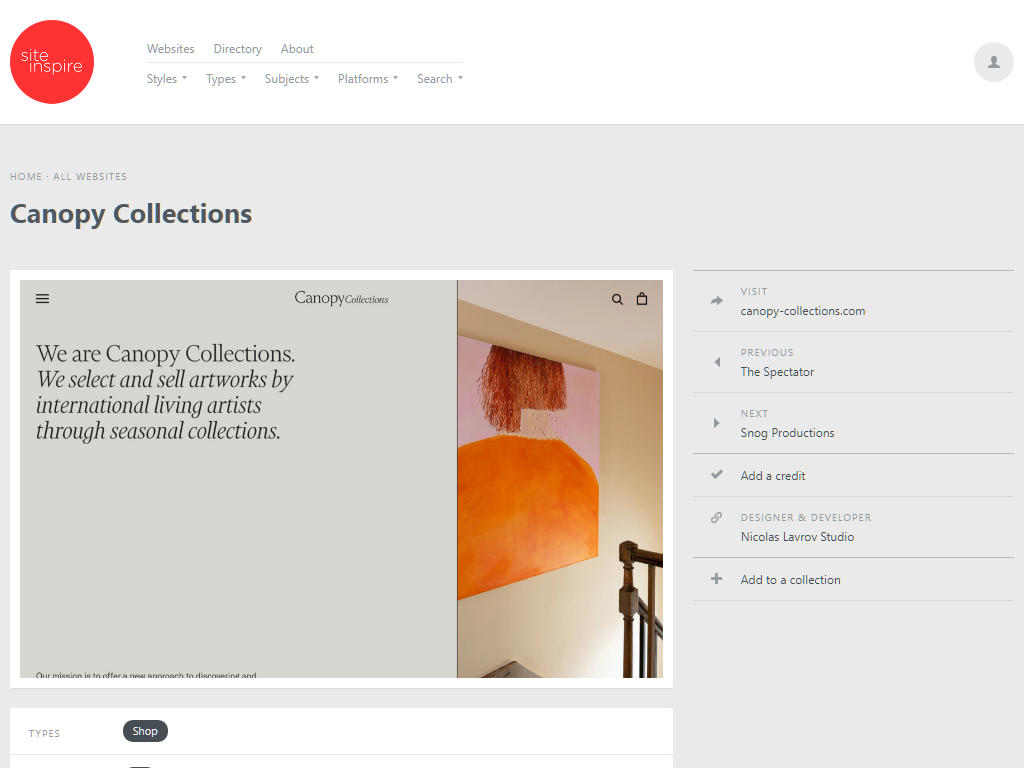 site
inspire
Websites Directory About
Styles Types Subjects Platforms Search
HOME · ALL WEBSITES
Canopy Collections
Canopy Collections
We are Canopy Collections.
We select and sell artworks by
international living artists
through seasonal collections.
Our mission is to offer a new approach to discovering and
VISIT
canopy-collections.com
PREVIOUS
The Spectator
NEXT
Snog Productions
Add a credit
DESIGNER & DEVELOPER
Nicolas Lavrov Studio
Add to a collection
TYPES Shop